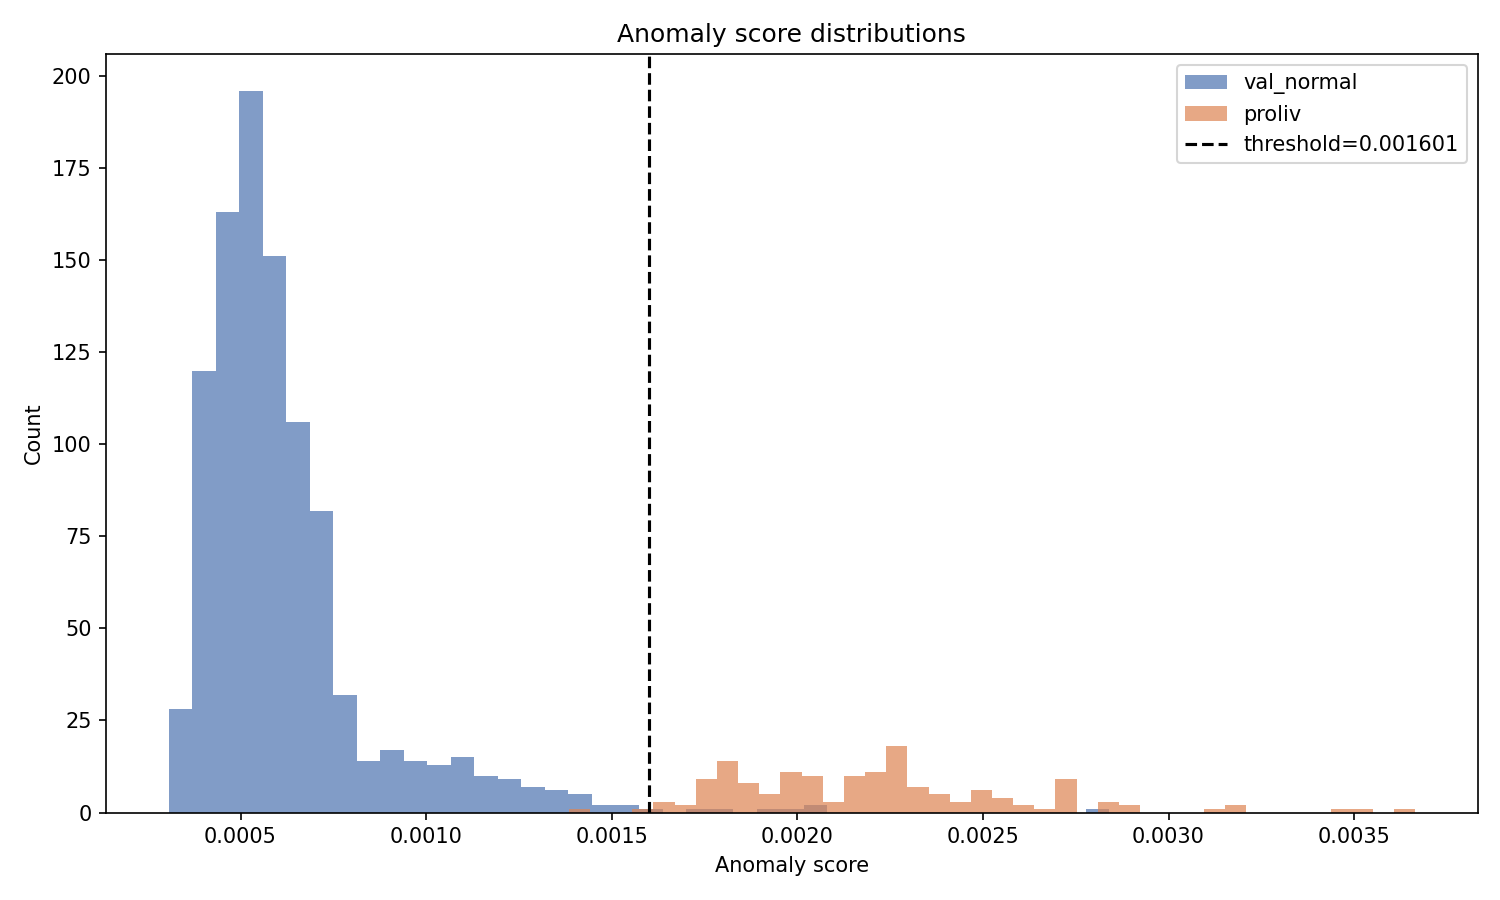 Anomaly score distributions
val_normal
proliv
threshold=0.001601
Count
200
175
150
125
100
75
50
25
0
0.0005 0.0010 0.0015 0.0020 0.0025 0.0030 0.0035
Anomaly score